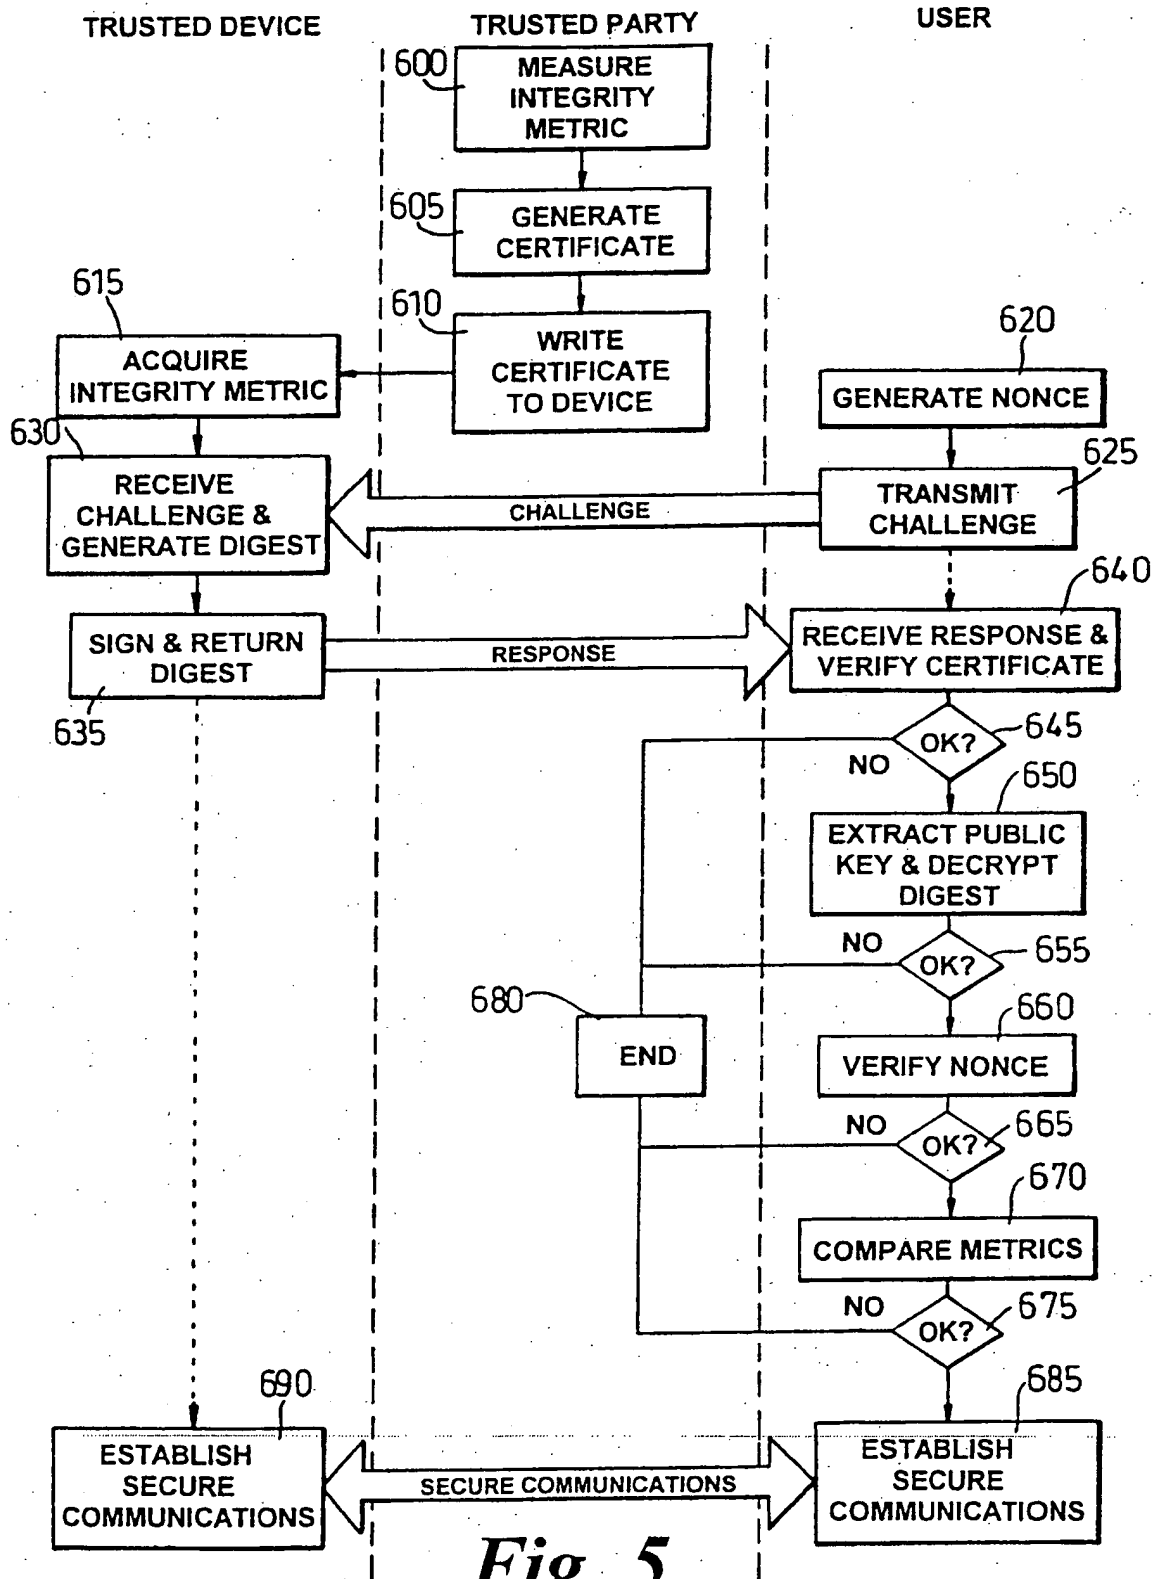 TRUSTED DEVICE
TRUSTED PARTY
USER
600
MEASURE
INTEGRITY
METRIC
605
GENERATE
CERTIFICATE
610
WRITE
CERTIFICATE
TO DEVICE
615
ACQUIRE
INTEGRITY METRIC
620
GENERATE NONCE
630
RECEIVE
CHALLENGE &
GENERATE DIGEST
CHALLENGE
625
TRANSMIT
CHALLENGE
SIGN & RETURN
DIGEST
635
RESPONSE
640
RECEIVE RESPONSE &
VERIFY CERTIFICATE
OK?
645
NO
650
EXTRACT PUBLIC
KEY & DECRYPT
DIGEST
NO
OK?
655
680
END
660
VERIFY NONCE
NO
OK?
665
670
COMPARE METRICS
NO
OK?
675
690
ESTABLISH
SECURE
COMMUNICATIONS
SECURE COMMUNICATIONS
685
ESTABLISH
SECURE
COMMUNICATIONS
Fig. 5